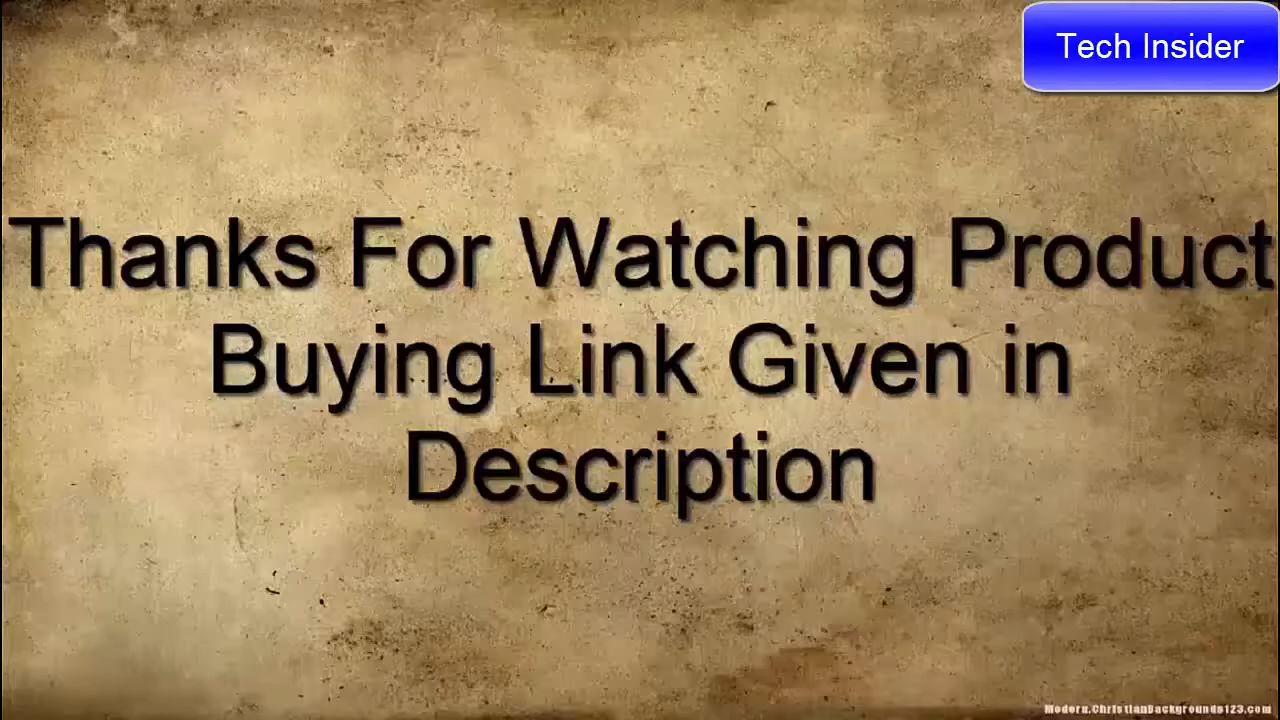 Tech Insider
Thanks For Watching Product
Buying Link Given in
Description
Modern.ChristianBackgrounds123.com